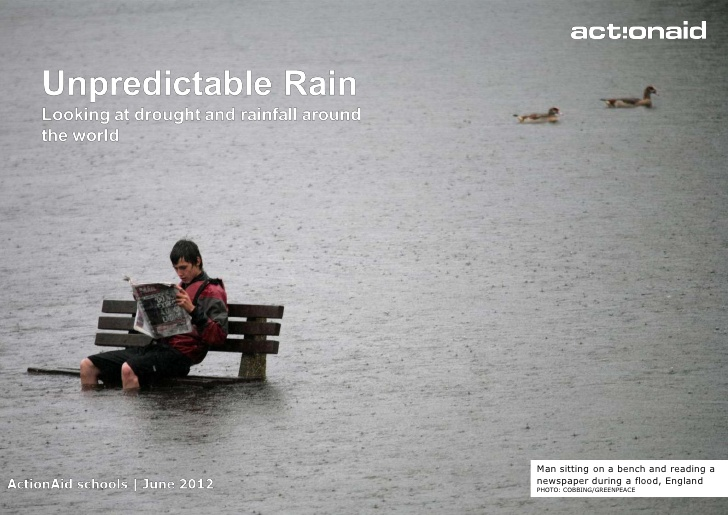 act:onaid
Unpredictable Rain
Looking at drought and rainfall around
the world
ActionAid schools | June 2012
Man sitting on a bench and reading a
newspaper during a flood, England
PHOTO: COBBING/GREENPEACE